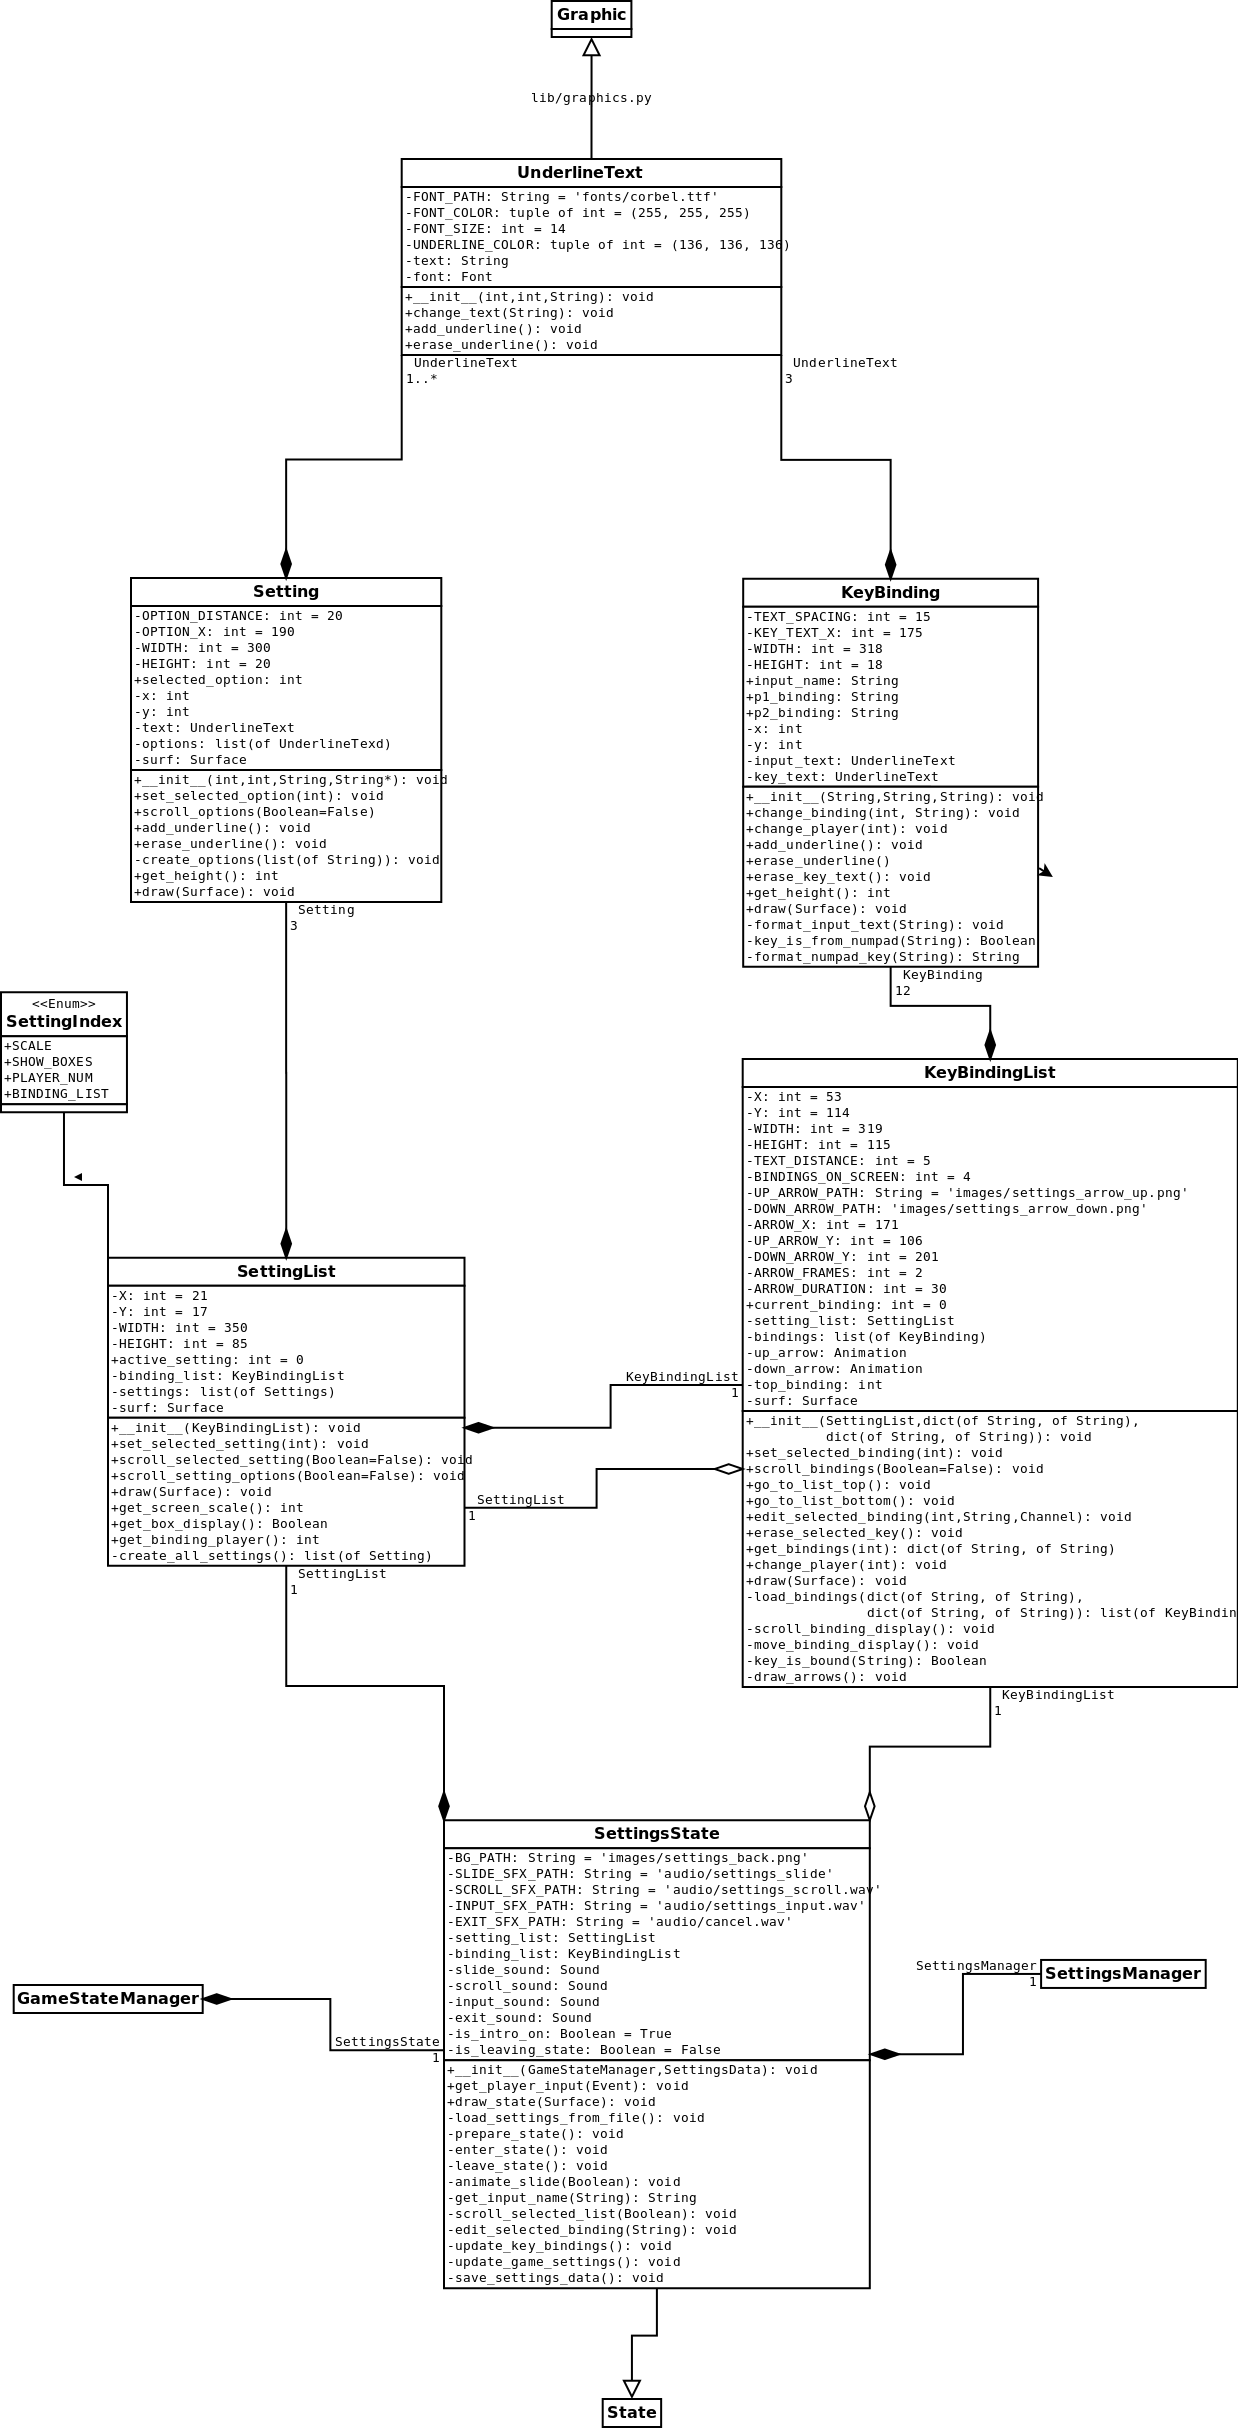 Graphic
lib/graphics.py
UnderlineText
-FONT_PATH: String = 'fonts/corbel.ttf'
-FONT_COLOR: tuple of int = (255, 255, 255)
-FONT_SIZE: int = 14
-UNDERLINE_COLOR: tuple of int = (136, 136, 136)
-text: String
-font: Font
+__init__(int,int,String): void
+change_text(String): void
+add_underline(): void
+erase_underline(): void
UnderlineText
1..*
UnderlineText
3
Setting
-OPTION_DISTANCE: int = 20
-OPTION_X: int = 190
-WIDTH: int = 300
-HEIGHT: int = 20
+selected_option: int
-x: int
-y: int
-text: UnderlineText
-options: list(of UnderlineTexd)
-surf: Surface
+__init__(int,int,String,String*): void
+set_selected_option(int): void
+scroll_options(Boolean=False)
+add_underline(): void
+erase_underline(): void
-create_options(list(of String)): void
+get_height(): int
+draw(Surface): void
Setting
3
KeyBinding
-TEXT_SPACING: int = 15
-KEY_TEXT_X: int = 175
-WIDTH: int = 318
-HEIGHT: int = 18
+input_name: String
+p1_binding: String
+p2_binding: String
-x: int
-y: int
-input_text: UnderlineText
-key_text: UnderlineText
+__init__(String,String,String): void
+change_binding(int, String): void
+change_player(int): void
+add_underline(): void
+erase_underline()
+erase_key_text(): void
+get_height(): int
+draw(Surface): void
-format_input_text(String): void
-key_is_from_numpad(String): Boolean
-format_numpad_key(String): String
KeyBinding
12
<<Enum>>
SettingIndex
+SCALE
+SHOW_BOXES
+PLAYER_NUM
+BINDING_LIST
KeyBindingList
-X: int = 53
-Y: int = 114
-WIDTH: int = 319
-HEIGHT: int = 115
-TEXT_DISTANCE: int = 5
-BINDINGS_ON_SCREEN: int = 4
-UP_ARROW_PATH: String = 'images/settings_arrow_up.png'
-DOWN_ARROW_PATH: 'images/settings_arrow_down.png'
-ARROW_X: int = 171
-UP_ARROW_Y: int = 106
-DOWN_ARROW_Y: int = 201
-ARROW_FRAMES: int = 2
-ARROW_DURATION: int = 30
+current_binding: int = 0
-setting_list: SettingList
-bindings: list(of KeyBinding)
-up_arrow: Animation
-down_arrow: Animation
-top_binding: int
-surf: Surface
+__init__(SettingList,dict(of String, of String),
dict(of String, of String)): void
+set_selected_binding(int): void
+scroll_bindings(Boolean=False): void
+go_to_list_top(): void
+go_to_list_bottom(): void
+edit_selected_binding(int,String,Channel): void
+erase_selected_key(): void
+get_bindings(int): dict(of String, of String)
+change_player(int): void
+draw(Surface): void
-load_bindings(dict(of String, of String),
dict(of String, of String)): list(of KeyBindin
-scroll_binding_display(): void
-move_binding_display(): void
-key_is_bound(String): Boolean
-draw_arrows(): void
SettingList
-X: int = 21
-Y: int = 17
-WIDTH: int = 350
-HEIGHT: int = 85
+active_setting: int = 0
-binding_list: KeyBindingList
-settings: list(of Settings)
-surf: Surface
+__init__(KeyBindingList): void
+set_selected_setting(int): void
+scroll_selected_setting(Boolean=False): void
+scroll_setting_options(Boolean=False): void
+draw(Surface): void
+get_screen_scale(): int
+get_box_display(): Boolean
+get_binding_player(): int
-create_all_settings(): list(of Setting)
KeyBindingList
1
SettingList
1
SettingList
1
KeyBindingList
1
SettingsState
-BG_PATH: String = 'images/settings_back.png'
-SLIDE_SFX_PATH: String = 'audio/settings_slide'
-SCROLL_SFX_PATH: String = 'audio/settings_scroll.wav'
-INPUT_SFX_PATH: String = 'audio/settings_input.wav'
-EXIT_SFX_PATH: String = 'audio/cancel.wav'
-setting_list: SettingList
-binding_list: KeyBindingList
-slide_sound: Sound
-scroll_sound: Sound
-input_sound: Sound
-exit_sound: Sound
-is_intro_on: Boolean = True
-is_leaving_state: Boolean = False
+__init__(GameStateManager,SettingsData): void
+get_player_input(Event): void
+draw_state(Surface): void
-load_settings_from_file(): void
-prepare_state(): void
-enter_state(): void
-leave_state(): void
-animate_slide(Boolean): void
-get_input_name(String): String
-scroll_selected_list(Boolean): void
-edit_selected_binding(String): void
-update_key_bindings(): void
-update_game_settings(): void
-save_settings_data(): void
GameStateManager
SettingsState
1
SettingsManager
1
SettingsManager
State